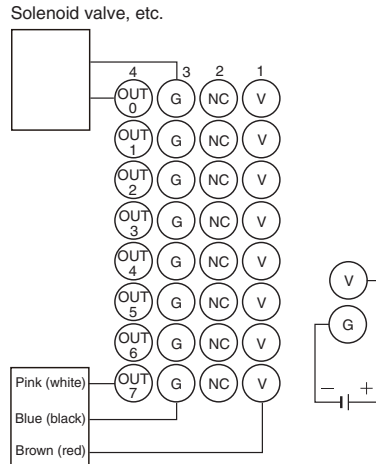 Solenoid valve, etc.
4 3 2 1
OUT 0 G NC V
OUT 1 G NC V
OUT 2 G NC V
OUT 3 G NC V
OUT 4 G NC V
OUT 5 G NC V
OUT 6 G NC V
OUT 7 G NC V
V
G
− +
Pink (white)
Blue (black)
Brown (red)